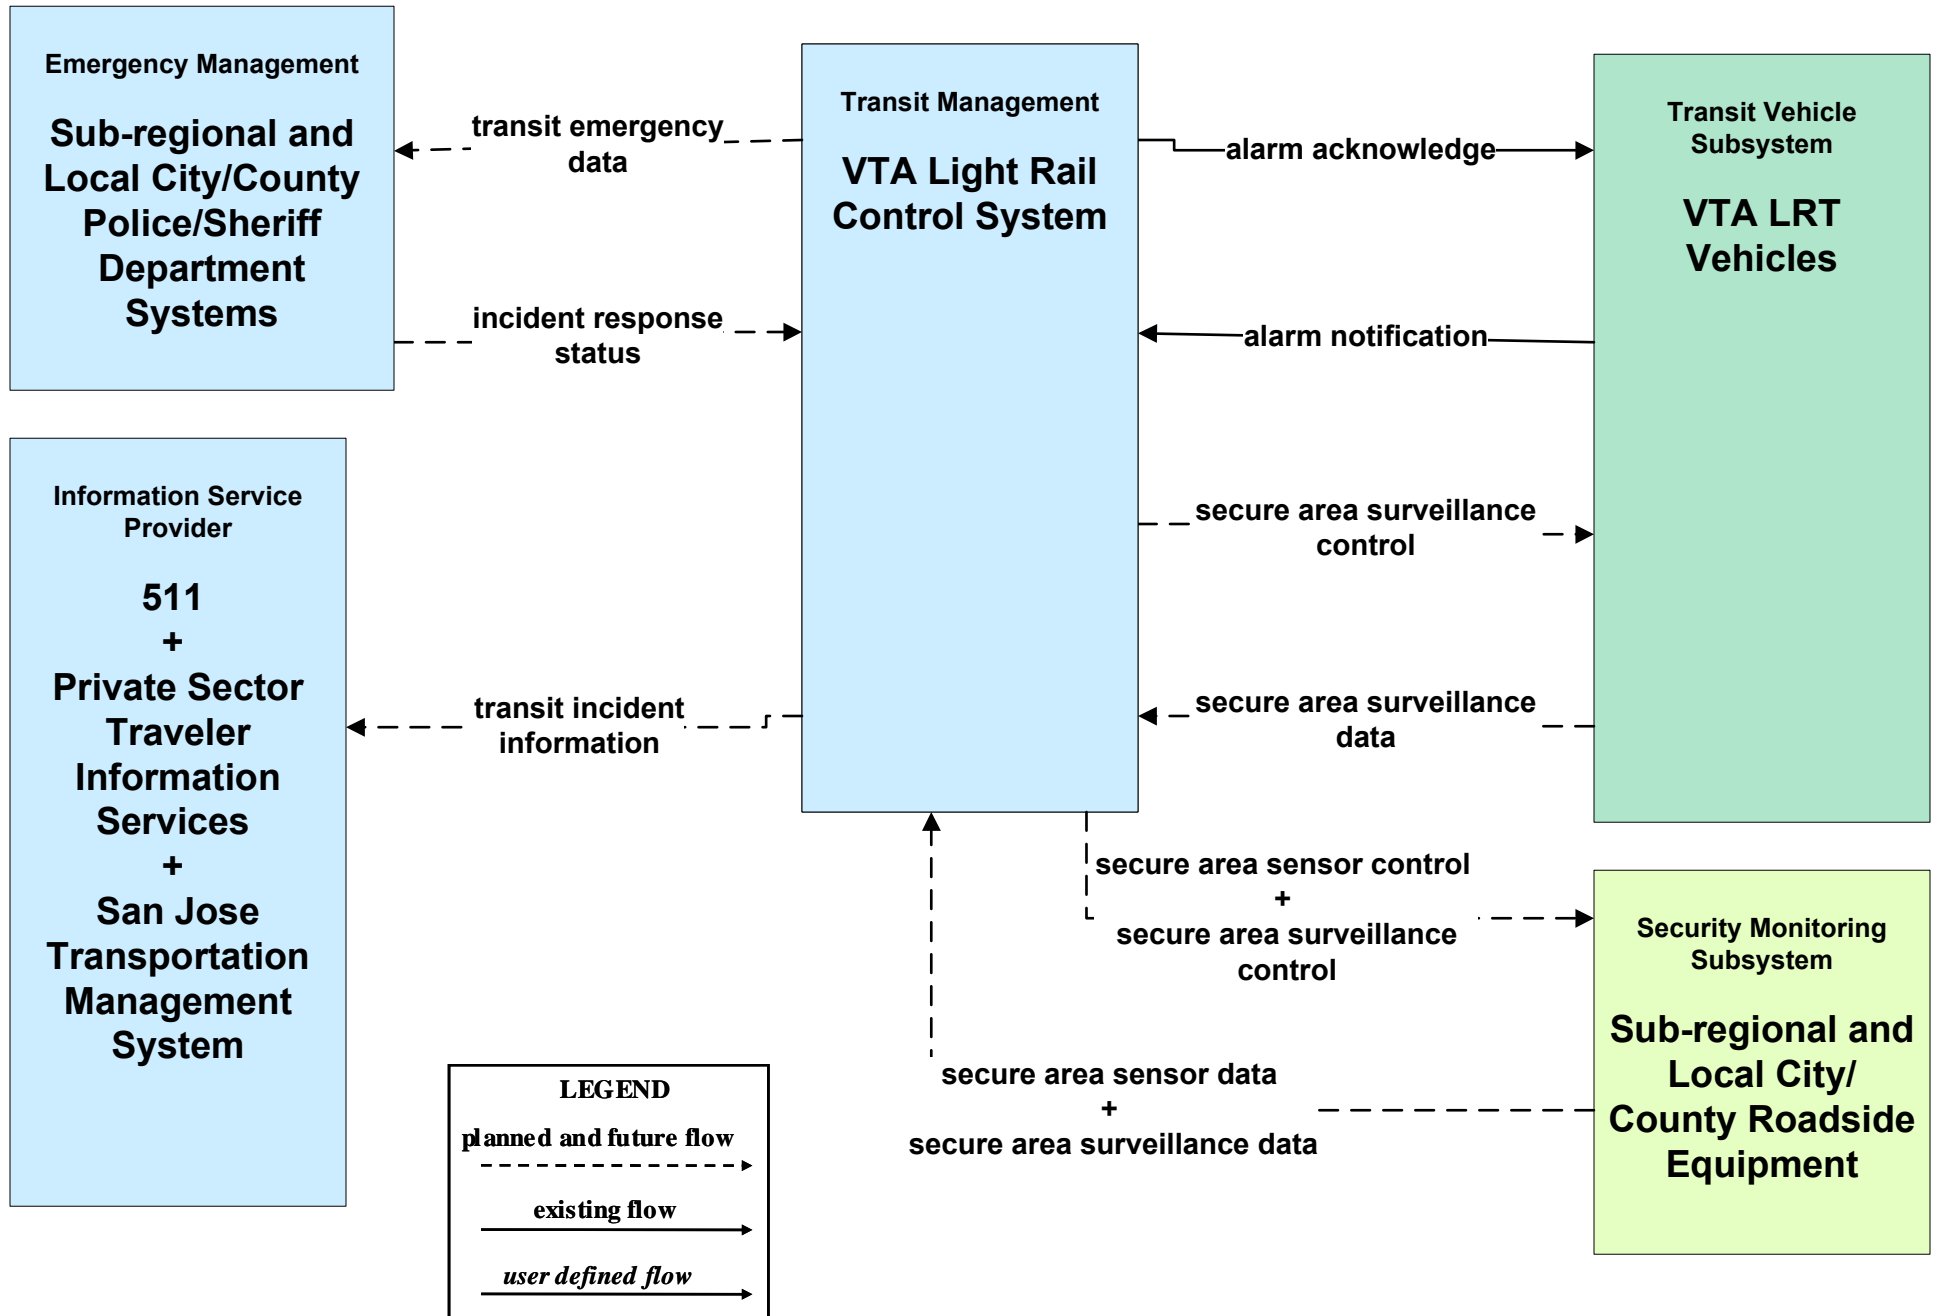 Emergency Management
Sub-regional and
Local City/County
Police/Sheriff
Department
Systems
transit emergency
data
incident response
status
Transit Management
VTA Light Rail
Control System
alarm acknowledge
alarm notification
secure area surveillance
control
secure area surveillance
data
Transit Vehicle
Subsystem
VTA LRT
Vehicles
Information Service
Provider
511
+
Private Sector
Traveler
Information
Services
+
San Jose
Transportation
Management
System
transit incident
information
secure area sensor control
+
secure area surveillance
control
secure area sensor data
+
secure area surveillance data
Security Monitoring
Subsystem
Sub-regional and
Local City/
County Roadside
Equipment
LEGEND
planned and future flow
existing flow
user defined flow